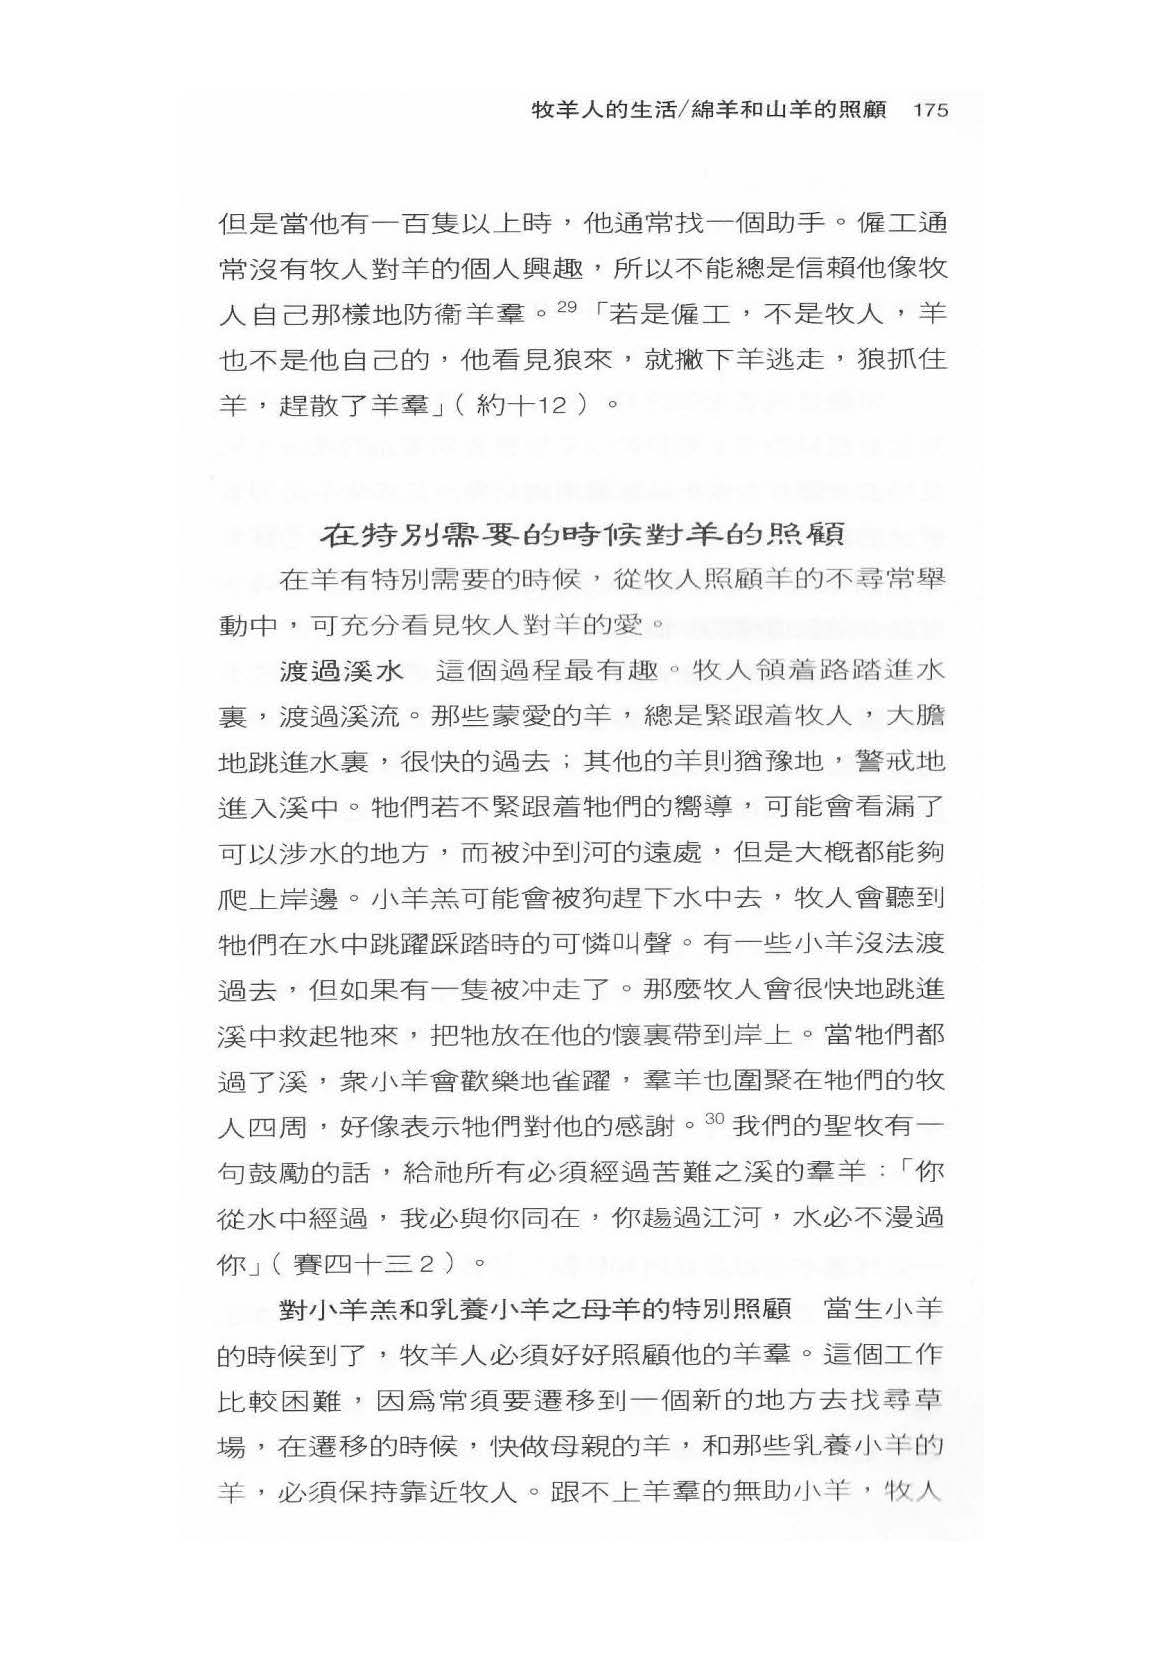 牧羊人的生活/綿羊和山羊的照顧 175
但是當他有一百隻以上時，他通常找一個助手。僱工通
常沒有牧人對羊的個人興趣，所以不能總是信賴他像牧
人自己那樣地防衞羊羣。29「若是僱工，不是牧人，羊
也不是他自己的，他看見狼來，就撇下羊逃走，狼抓住
羊，趕散了羊羣」（約十12）。
在特別需要的時候對羊的照顧
在羊有特別需要的時候，從牧人照顧羊的不尋常舉
動中，可充分看見牧人對羊的愛。
渡過溪水　這個過程最有趣。牧人領着路踏進水
裏，渡過溪流。那些蒙愛的羊，總是緊跟着牧人，大膽
地跳進水裏，很快的過去；其他的羊則猶豫地，警戒地
進入溪中。牠們若不緊跟着牠們的嚮導，可能會看漏了
可以涉水的地方，而被沖到河的遠處，但是大概都能夠
爬上岸邊。小羊羔可能會被狗趕下水中去，牧人會聽到
牠們在水中跳躍踩踏時的可憐叫聲。有一些小羊沒法渡
過去，但如果有一隻被冲走了。那麼牧人會很快地跳進
溪中救起牠來，把牠放在他的懷裏帶到岸上。當牠們都
過了溪，衆小羊會歡樂地雀躍，羣羊也圍聚在牠們的牧
人四周，好像表示牠們對他的感謝。30我們的聖牧有一
句鼓勵的話，給祂所有必須經過苦難之溪的羣羊：「你
從水中經過，我必與你同在，你趟過江河，水必不漫過
你」（賽四十三2）。
對小羊羔和乳養小羊之母羊的特別照顧　當生小羊
的時候到了，牧羊人必須好好照顧他的羊羣。這個工作
比較困難，因爲常須要遷移到一個新的地方去找尋草
場，在遷移的時候，快做母親的羊，和那些乳養小羊的
羊，必須保持靠近牧人。跟不上羊羣的無助小羊，牧人